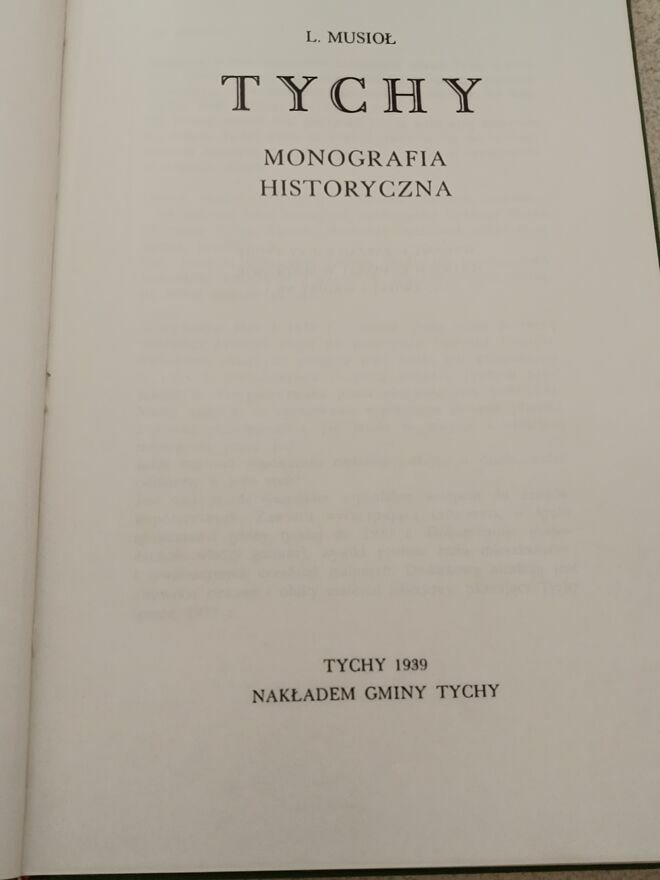 L. MUSIOŁ
TYCHY
MONOGRAFIA
HISTORYCZNA
TYCHY 1939
NAKŁADEM GMINY TYCHY